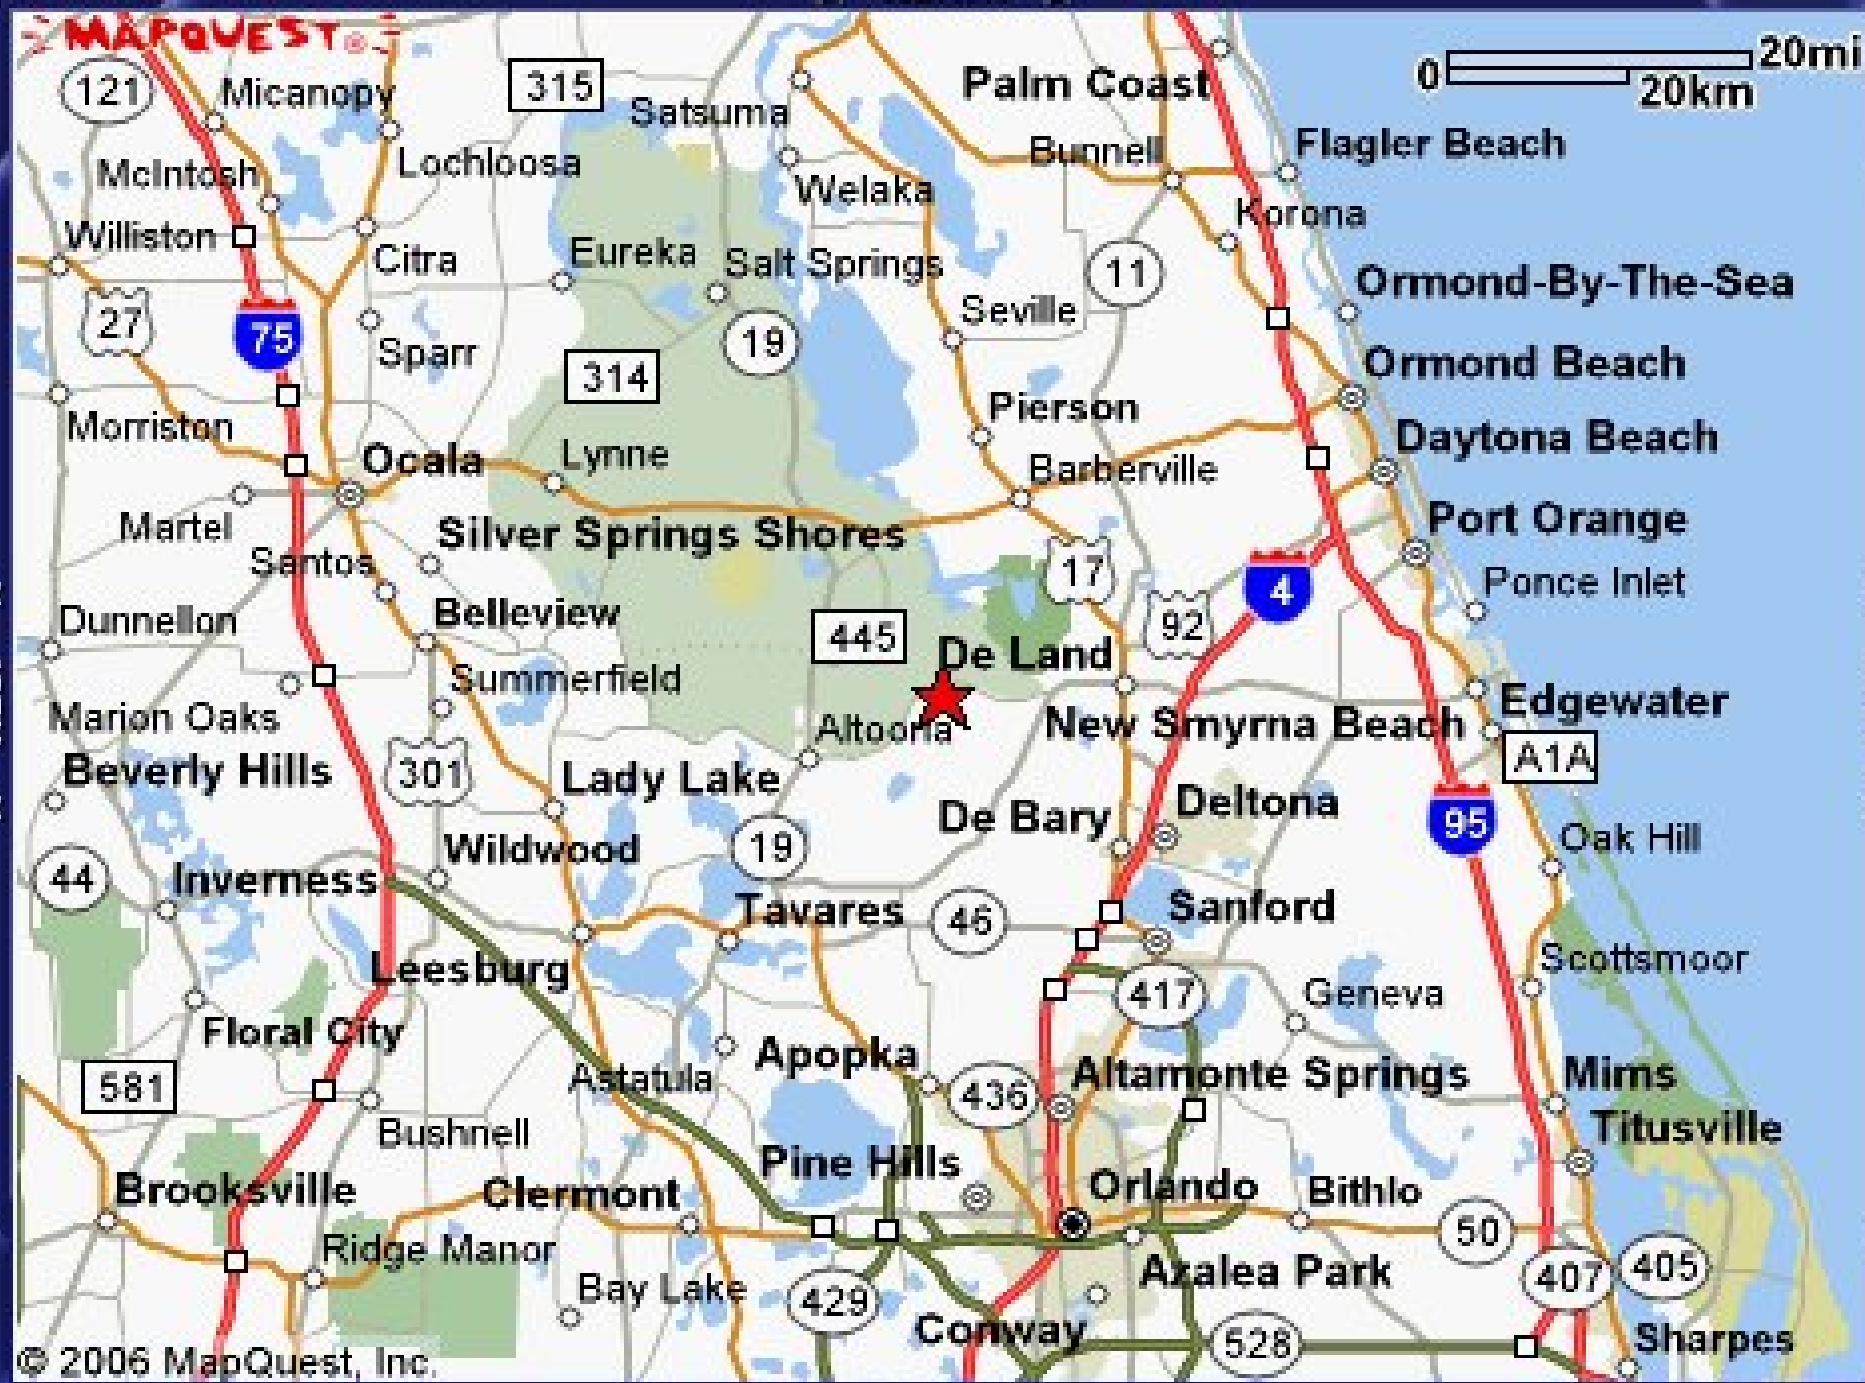 MAPQUEST®
0 20mi
20km
121
Micanopy
315
Satsuma
Palm Coast
Bunnell
Flagler Beach
McIntosh
Lochloosa
Welaka
Korona
Williston
Citra
Eureka
Salt Springs
11
Ormond-By-The-Sea
27
75
Sparr
19
Seville
314
Ormond Beach
Morriston
Pierson
Daytona Beach
Ocala
Lynne
Barberville
Martel
Silver Springs Shores
Port Orange
Santos
17
4
Ponce Inlet
Dunnellon
Belleview
445
92
De Land
Summerfield
Marion Oaks
Altoona
New Smyrna Beach
Edgewater
A1A
Beverly Hills
301
Lady Lake
De Bary
Deltona
95
Oak Hill
44
Inverness
Wildwood
19
Tavares
46
Sanford
Leesburg
Scottsmoor
417
Geneva
Floral City
Apopka
581
Astatula
436
Altamonte Springs
Mims
Bushnell
Titusville
Pine Hills
Brooksville
Clermont
Orlando
Bithlo
50
Ridge Manor
Azalea Park
407
405
Bay Lake
429
Conway
528
Sharpes
© 2006 MapQuest, Inc.